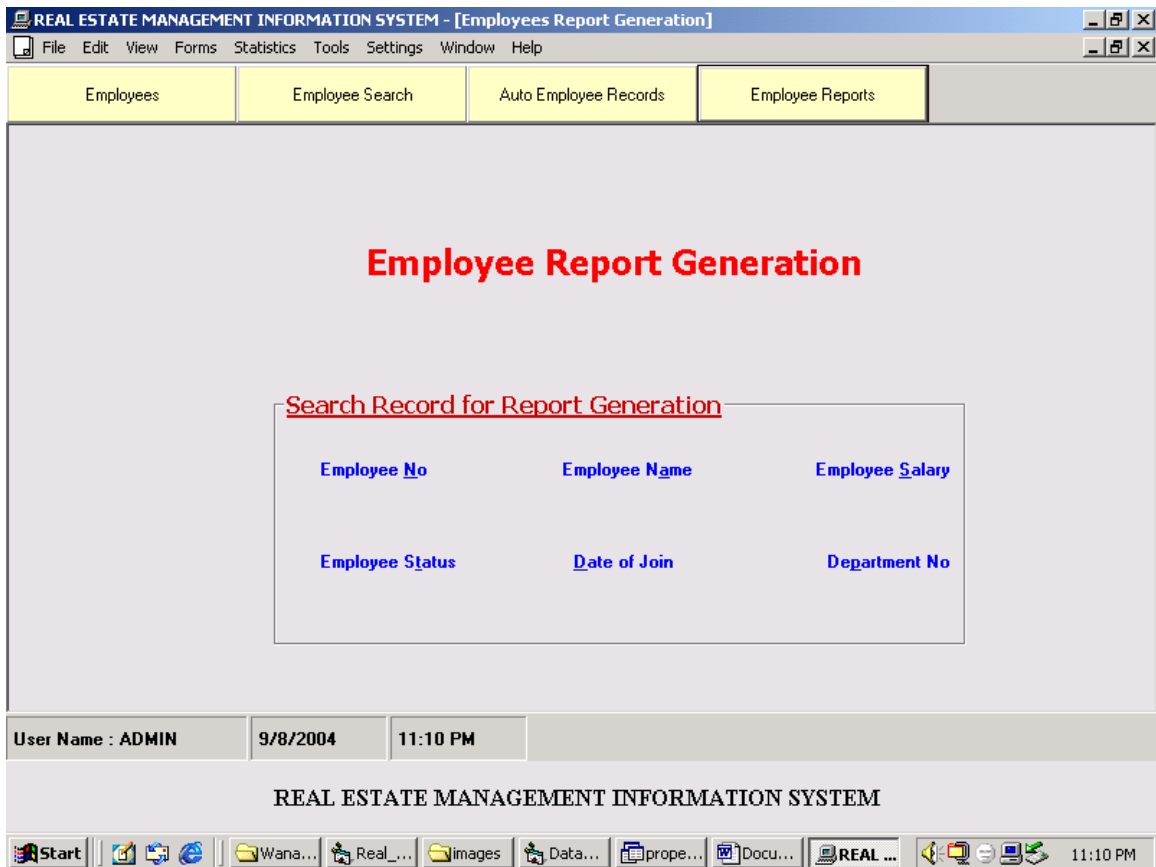 REAL ESTATE MANAGEMENT INFORMATION SYSTEM - [Employees Report Generation]
File Edit View Forms Statistics Tools Settings Window Help
Employees Employee Search Auto Employee Records Employee Reports
Employee Report Generation
Search Record for Report Generation
Employee No Employee Name Employee Salary
Employee Status Date of Join Department No
User Name : ADMIN 9/8/2004 11:10 PM
REAL ESTATE MANAGEMENT INFORMATION SYSTEM
Start Wana... Real_... images Data... prope... Docu... REAL ... 11:10 PM